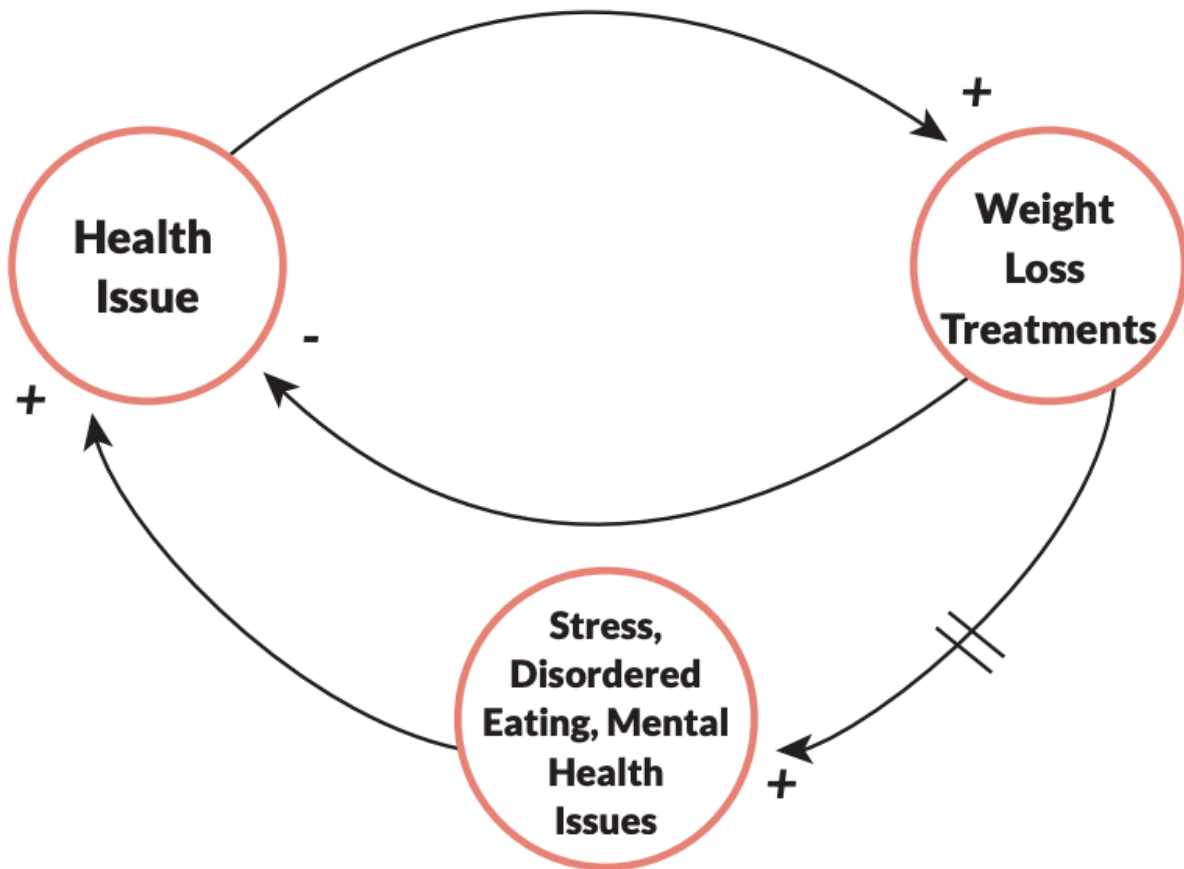 +
Health
Issue
Weight
Loss
Treatments
-
+
Stress,
Disordered
Eating, Mental
Health
Issues
+